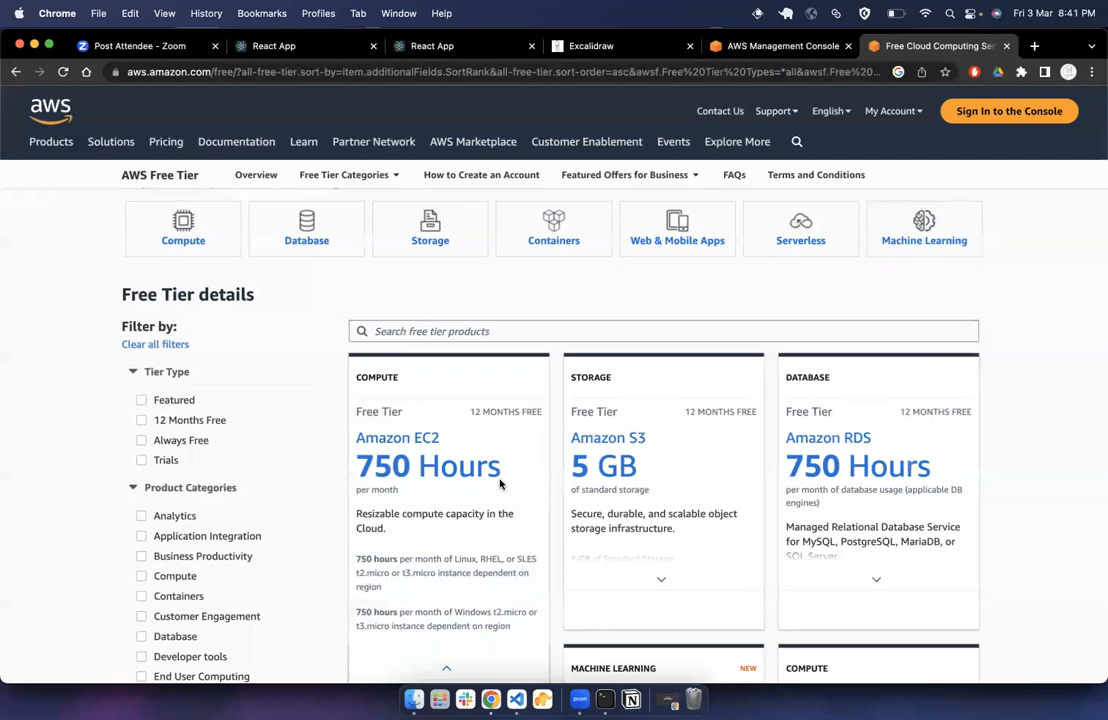 Chrome File Edit View History Bookmarks Profiles Tab Window Help Fri 3 Mar 8:41 PM
Post Attendee - Zoom React App React App Excalidraw AWS Management Console Free Cloud Computing Se
aws.amazon.com/free/?all-free-tier.sort-by=item.additionalFields.SortRank&all-free-tier.sort-order=asc&awsf.Free%20Tier%20Types=*all&awsf.Free%20...
aws
Contact Us Support English My Account Sign In to the Console
Products Solutions Pricing Documentation Learn Partner Network AWS Marketplace Customer Enablement Events Explore More
AWS Free Tier Overview Free Tier Categories How to Create an Account Featured Offers for Business FAQs Terms and Conditions
Compute Database Storage Containers Web & Mobile Apps Serverless Machine Learning
Free Tier details
Filter by:
Clear all filters
Tier Type
Featured
12 Months Free
Always Free
Trials
Product Categories
Analytics
Application Integration
Business Productivity
Compute
Containers
Customer Engagement
Database
Developer tools
End User Computing
Search free tier products
COMPUTE
Free Tier 12 MONTHS FREE
Amazon EC2
750 Hours
per month
Resizable compute capacity in the
Cloud.
750 hours per month of Linux, RHEL, or SLES
t2.micro or t3.micro instance dependent on
region
750 hours per month of Windows t2.micro or
t3.micro instance dependent on region
STORAGE
Free Tier 12 MONTHS FREE
Amazon S3
5 GB
of standard storage
Secure, durable, and scalable object
storage infrastructure.
5 GB of Standard Storage
DATABASE
Free Tier 12 MONTHS FREE
Amazon RDS
750 Hours
per month of database usage (applicable DB
engines)
Managed Relational Database Service
for MySQL, PostgreSQL, MariaDB, or
SQL Server.
MACHINE LEARNING NEW
COMPUTE
zoom